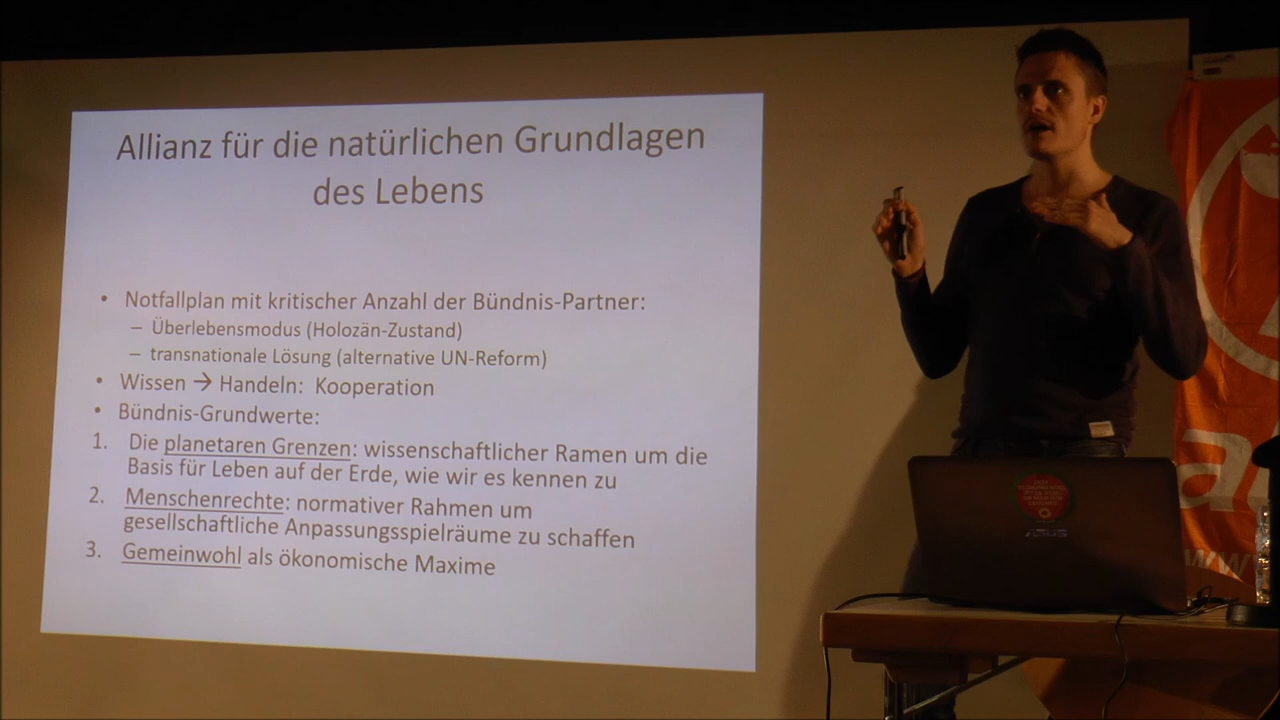 Allianz für die natürlichen Grundlagen
des Lebens
• Notfallplan mit kritischer Anzahl der Bündnis-Partner:
– Überlebensmodus (Holozän-Zustand)
– transnationale Lösung (alternative UN-Reform)
• Wissen → Handeln: Kooperation
• Bündnis-Grundwerte:
1. Die planetaren Grenzen: wissenschaftlicher Ramen um die
Basis für Leben auf der Erde, wie wir es kennen zu
2. Menschenrechte: normativer Rahmen um
gesellschaftliche Anpassungsspielräume zu schaffen
3. Gemeinwohl als ökonomische Maxime
ASUS